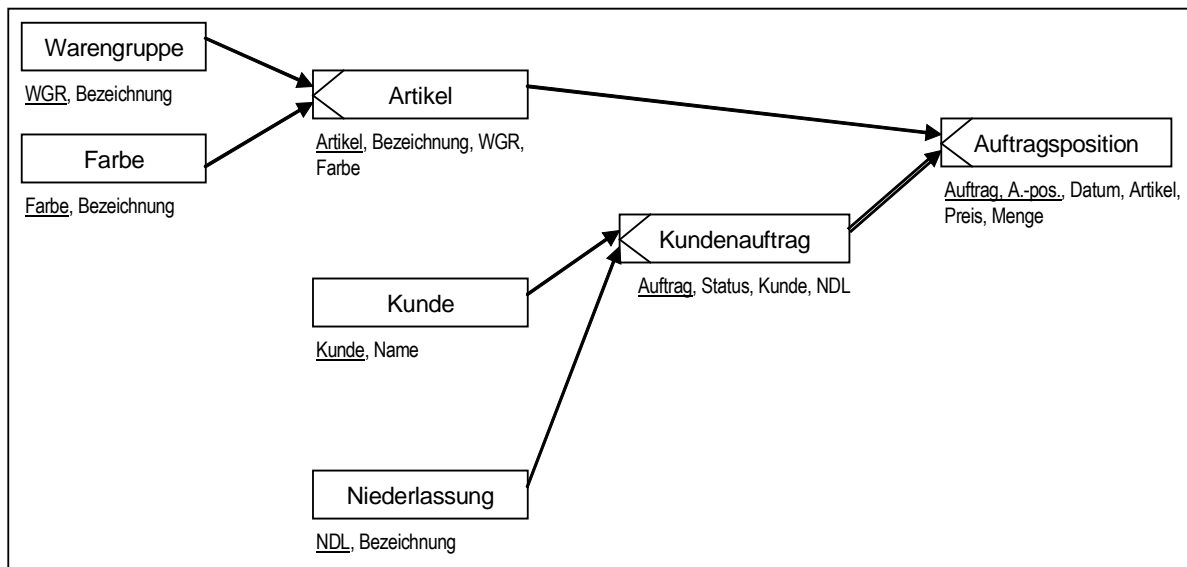 Warengruppe
WGR, Bezeichnung
Farbe
Farbe, Bezeichnung
Artikel
Artikel, Bezeichnung, WGR,
Farbe
Kunde
Kunde, Name
Niederlassung
NDL, Bezeichnung
Kundenauftrag
Auftrag, Status, Kunde, NDL
Auftragsposition
Auftrag, A.-pos., Datum, Artikel,
Preis, Menge